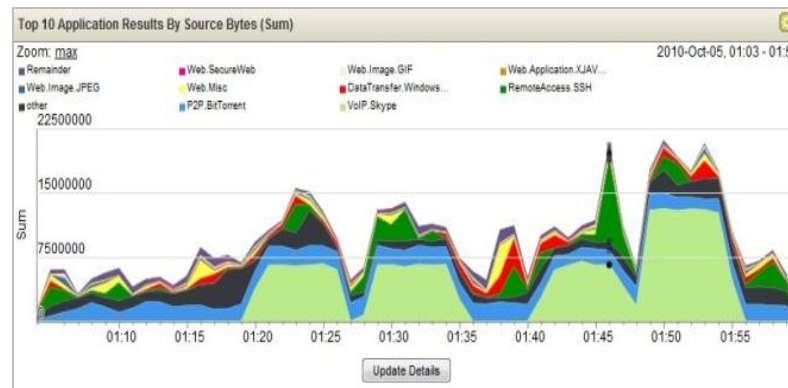 Top 10 Application Results By Source Bytes (Sum)
Zoom: max 2010-Oct-05, 01:03 - 01:5
Remainder Web.SecureWeb Web.Image.GIF Web.Application.XJAV...
Web.Image.JPEG Web.Misc DataTransfer.Windows... RemoteAccess.SSH
other P2P.BitTorrent VoIP.Skype
22500000
15000000
7500000
0
Sum
01:10 01:15 01:20 01:25 01:30 01:35 01:40 01:45 01:50 01:55
Update Details